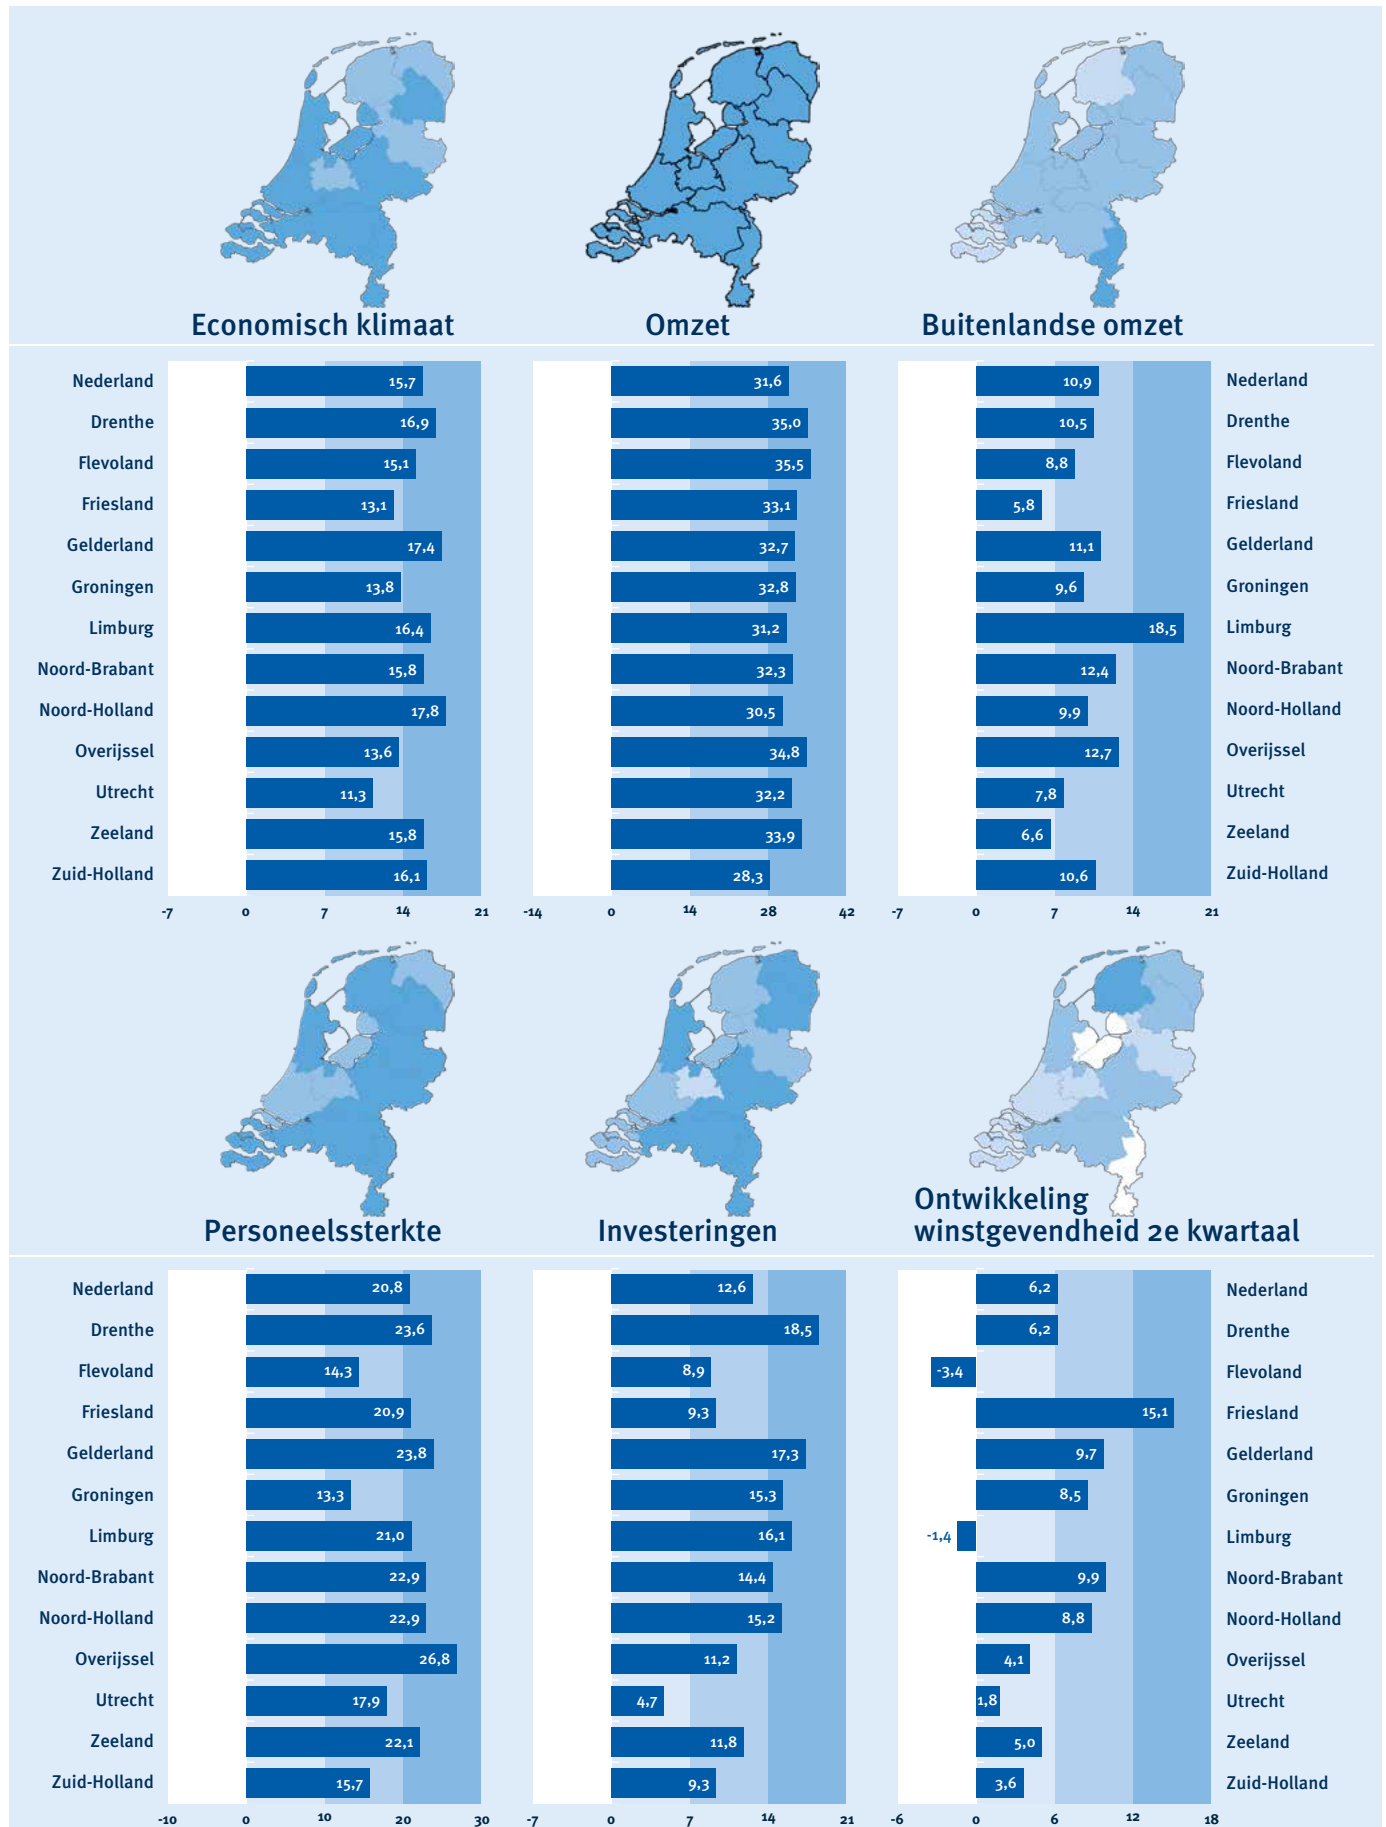 Economisch klimaat
Omzet
Buitenlandse omzet
Nederland 15,7 31,6 10,9 Nederland
Drenthe 16,9 35,0 10,5 Drenthe
Flevoland 15,1 35,5 8,8 Flevoland
Friesland 13,1 33,1 5,8 Friesland
Gelderland 17,4 32,7 11,1 Gelderland
Groningen 13,8 32,8 9,6 Groningen
Limburg 16,4 31,2 18,5 Limburg
Noord-Brabant 15,8 32,3 12,4 Noord-Brabant
Noord-Holland 17,8 30,5 9,9 Noord-Holland
Overijssel 13,6 34,8 12,7 Overijssel
Utrecht 11,3 32,2 7,8 Utrecht
Zeeland 15,8 33,9 6,6 Zeeland
Zuid-Holland 16,1 28,3 10,6 Zuid-Holland
-7 0 7 14 21 -14 0 14 28 42 -7 0 7 14 21
Personeelssterkte
Investeringen
Ontwikkeling
winstgevendheid 2e kwartaal
Nederland 20,8 12,6 6,2 Nederland
Drenthe 23,6 18,5 6,2 Drenthe
Flevoland 14,3 8,9 -3,4 Flevoland
Friesland 20,9 9,3 15,1 Friesland
Gelderland 23,8 17,3 9,7 Gelderland
Groningen 13,3 15,3 8,5 Groningen
Limburg 21,0 16,1 -1,4 Limburg
Noord-Brabant 22,9 14,4 9,9 Noord-Brabant
Noord-Holland 22,9 15,2 8,8 Noord-Holland
Overijssel 26,8 11,2 4,1 Overijssel
Utrecht 17,9 4,7 1,8 Utrecht
Zeeland 22,1 11,8 5,0 Zeeland
Zuid-Holland 15,7 9,3 3,6 Zuid-Holland
-10 0 10 20 30 -7 0 7 14 21 -6 0 6 12 18